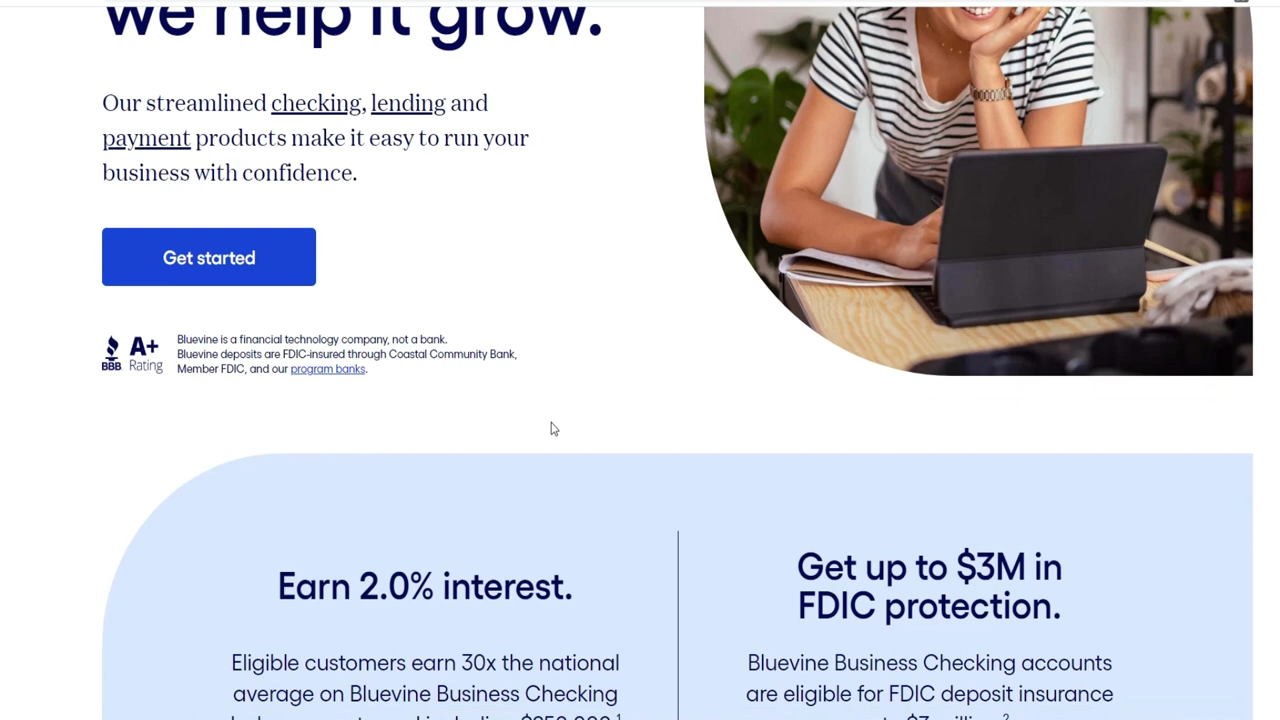 we help it grow.
Our streamlined checking, lending and
payment products make it easy to run your
business with confidence.
Get started
BBB
A+
Rating
Bluevine is a financial technology company, not a bank.
Bluevine deposits are FDIC-insured through Coastal Community Bank,
Member FDIC, and our program banks.
Earn 2.0% interest.
Eligible customers earn 30x the national
average on Bluevine Business Checking
Get up to $3M in
FDIC protection.
Bluevine Business Checking accounts
are eligible for FDIC deposit insurance